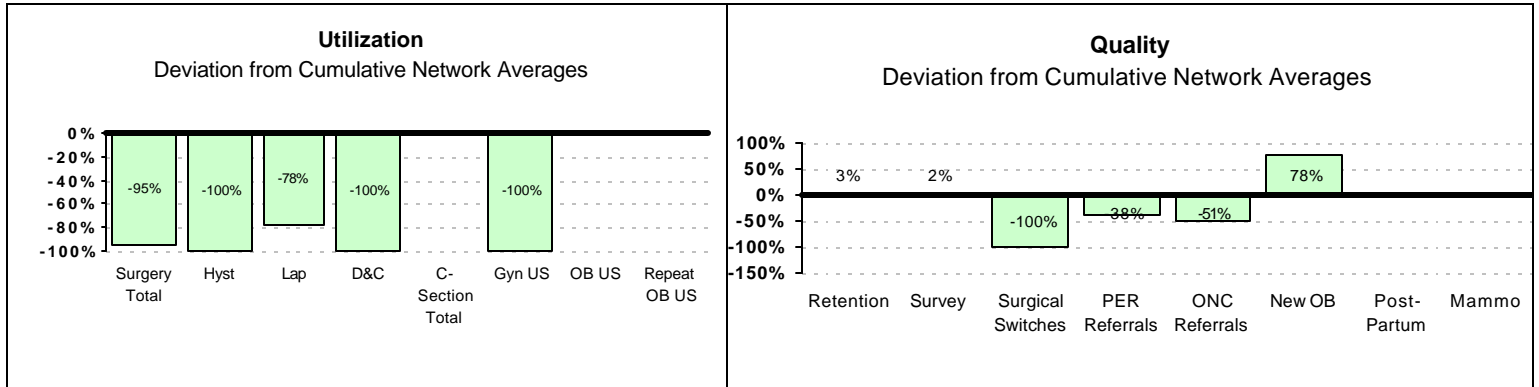 Utilization
Deviation from Cumulative Network Averages
0%
-20%
-40%
-60%
-80%
-100%
-95%
-100%
-78%
-100%
-100%
Surgery
Total
Hyst
Lap
D&C
C-
Section
Total
Gyn US
OB US
Repeat
OB US
Quality
Deviation from Cumulative Network Averages
100%
50%
0%
-50%
-100%
-150%
3%
2%
-100%
-38%
-51%
78%
Retention
Survey
Surgical
Switches
PER
Referrals
ONC
Referrals
New OB
Post-
Partum
Mammo